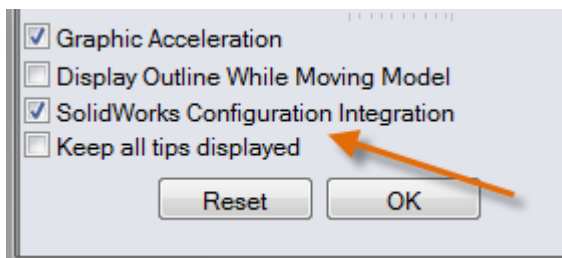 Graphic Acceleration
Display Outline While Moving Model
SolidWorks Configuration Integration
Keep all tips displayed
Reset OK